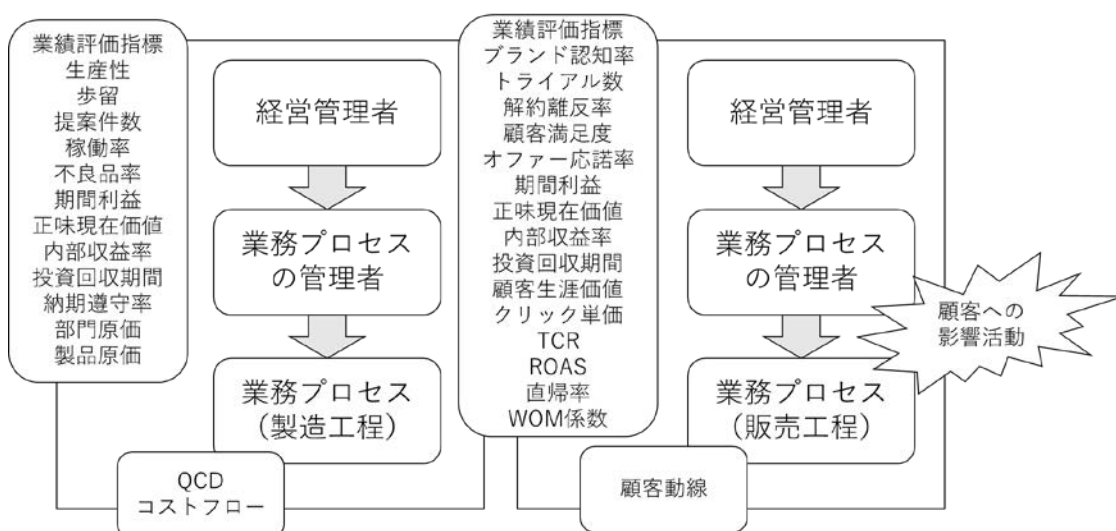 業績評価指標
生産性
歩留
提案件数
稼働率
不良品率
期間利益
正味現在価値
内部収益率
投資回収期間
納期遵守率
部門原価
製品原価
経営管理者
業務プロセス
の管理者
業務プロセス
(製造工程)
QCD
コストフロー
業績評価指標
ブランド認知率
トライアル数
解約離反率
顧客満足度
オファー応諾率
期間利益
正味現在価値
内部収益率
投資回収期間
顧客生涯価値
クリック単価
TCR
ROAS
直帰率
WOM係数
経営管理者
業務プロセス
の管理者
業務プロセス
(販売工程)
顧客動線
顧客への
影響活動